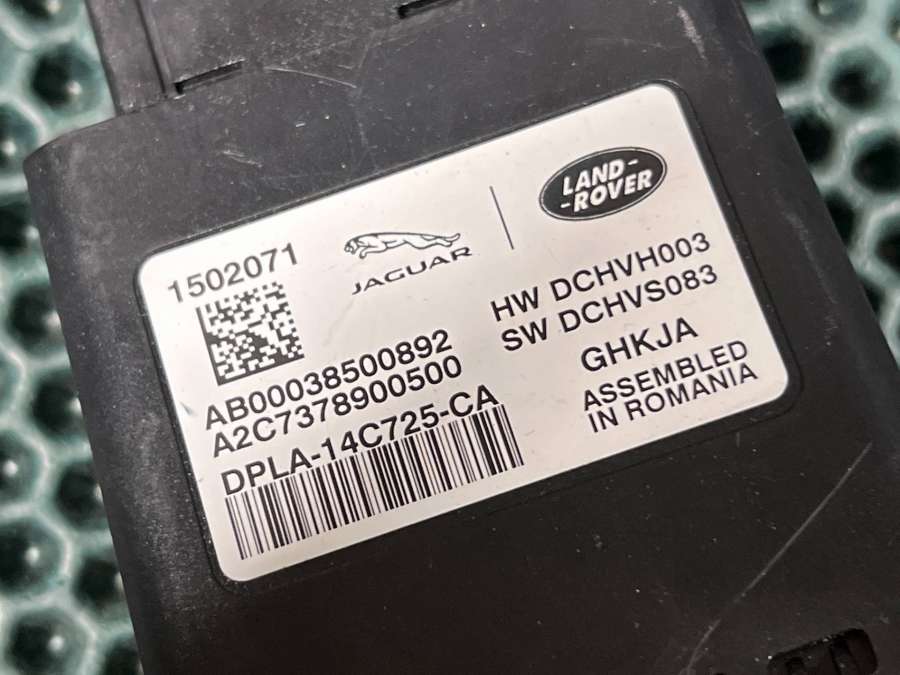 1502071
JAGUAR
LAND-
-ROVER
HW DCHVH003
SW DCHVS083
AB00038500892
A2C7378900500
GHKJA
DPLA-14C725-CA
ASSEMBLED
IN ROMANIA